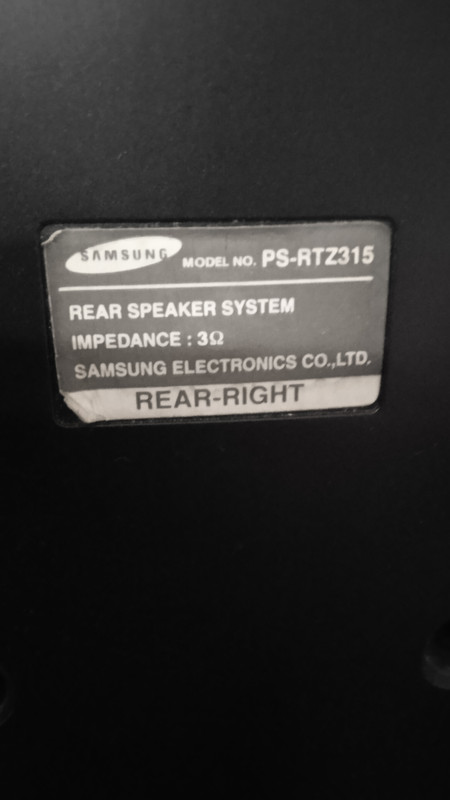 SAMSUNG MODEL NO. PS-RTZ315
REAR SPEAKER SYSTEM
IMPEDANCE : 3Ω
SAMSUNG ELECTRONICS CO.,LTD.
REAR-RIGHT